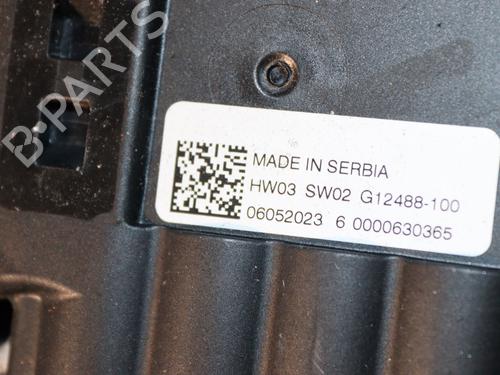 B-PARTS
MADE IN SERBIA
HW03 SW02 G12488-100
06052023 6 0000630365